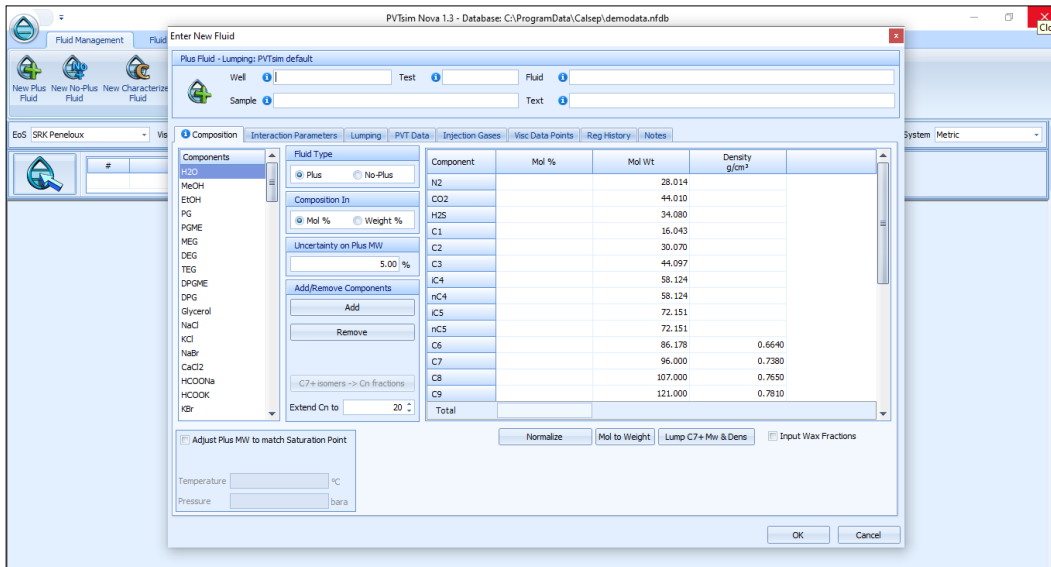 PVTsim Nova 1.3 - Database: C:\ProgramData\Calsep\demodata.nfdb
Clo
Fluid Management Fluid
Enter New Fluid
New Plus Fluid
New No-Plus Fluid
New Characterize Fluid
Plus Fluid - Lumping: PVTsim default
Well Test Fluid
Sample Text
EoS SRK Peneloux Vis
System Metric
Composition Interaction Parameters Lumping PVT Data Injection Gases Visc Data Points Reg History Notes
#
Components
H2O
MeOH
EtOH
PG
PGME
MEG
DEG
TEG
DPGME
DPG
Glycerol
NaCl
KCl
NaBr
CaCl2
HCOONa
HCOOK
KBr
Fluid Type
Plus No-Plus
Composition In
Mol % Weight %
Uncertainty on Plus MW
5.00 %
Add/Remove Components
Add
Remove
C7+ isomers -> Cn fractions
Extend Cn to 20
Component Mol % Mol Wt Density g/cm³
N2 28.014
CO2 44.010
H2S 34.080
C1 16.043
C2 30.070
C3 44.097
iC4 58.124
nC4 58.124
iC5 72.151
nC5 72.151
C6 86.178 0.6640
C7 96.000 0.7380
C8 107.000 0.7650
C9 121.000 0.7810
Total
Normalize Mol to Weight Lump C7+ Mw & Dens Input Wax Fractions
Adjust Plus MW to match Saturation Point
Temperature °C
Pressure bara
OK Cancel